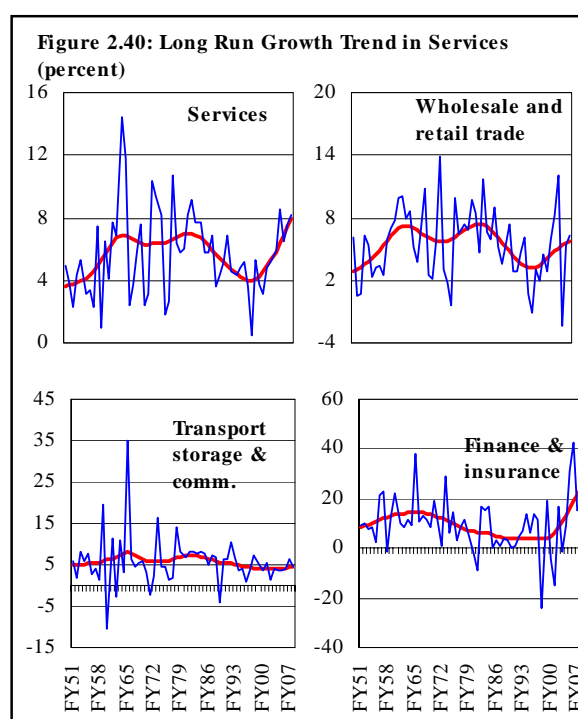 Figure 2.40: Long Run Growth Trend in Services
(percent)
16
12
8
4
0
Services
20
14
8
2
-4
Wholesale and
retail trade
45
35
25
15
5
-5
-15
Transport
storage &
comm.
FY51
FY58
FY65
FY72
FY79
FY86
FY93
FY00
FY07
60
40
20
0
-20
-40
Finance &
insurance
FY51
FY58
FY65
FY72
FY79
FY86
FY93
FY00
FY07